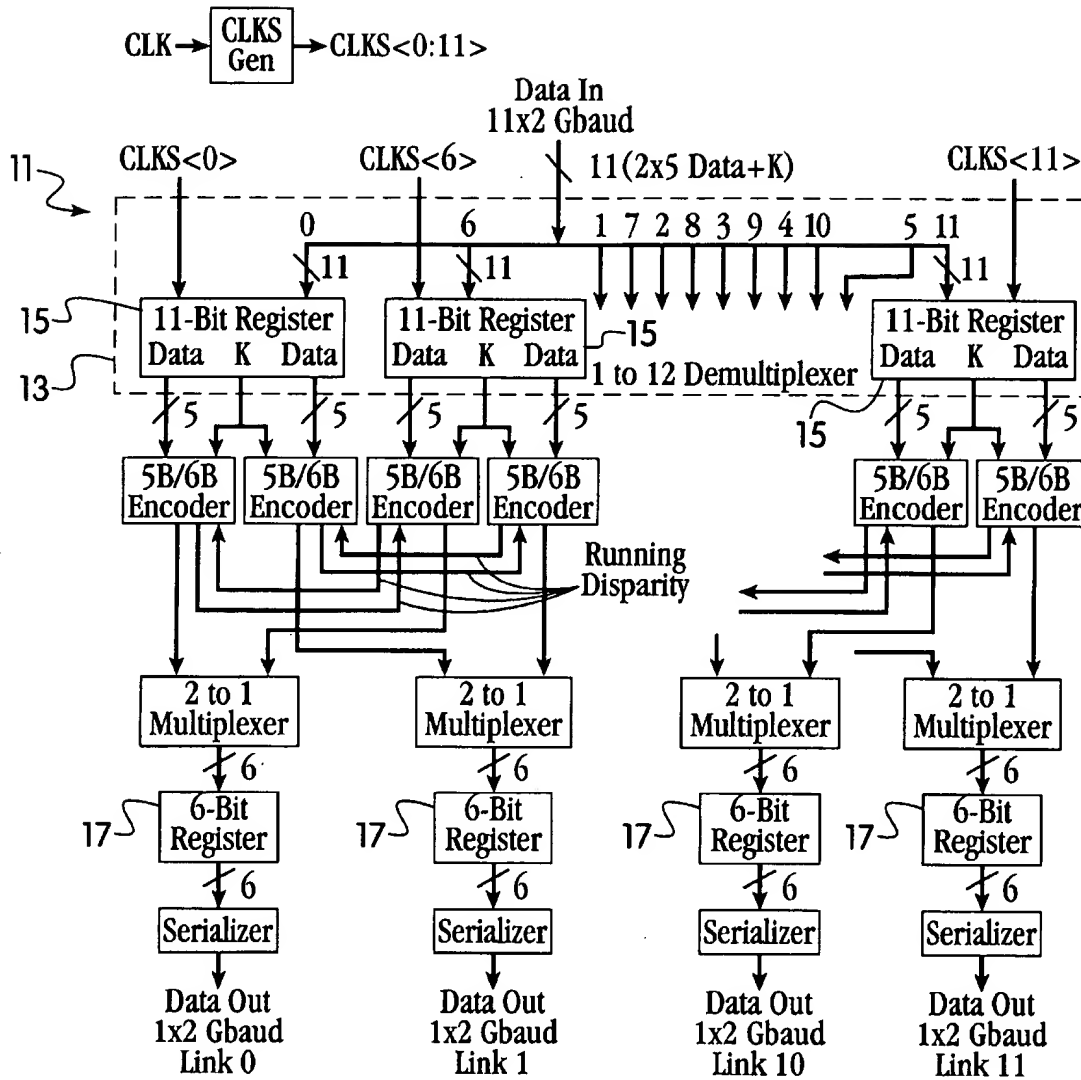 CLK
CLKS
Gen
CLKS<0:11>
Data In
11x2 Gbaud
11
CLKS<0>
CLKS<6>
11(2x5 Data+K)
CLKS<11>
0
6
1 7 2 8 3 9 4 10
5 11
11
11
11
15
11-Bit Register
Data K Data
11-Bit Register
Data K Data
15
11-Bit Register
Data K Data
13
1 to 12 Demultiplexer
15
5
5
5
5
5
5
5B/6B
Encoder
5B/6B
Encoder
5B/6B
Encoder
5B/6B
Encoder
5B/6B
Encoder
5B/6B
Encoder
Running
Disparity
2 to 1
Multiplexer
2 to 1
Multiplexer
2 to 1
Multiplexer
2 to 1
Multiplexer
6
6
6
6
17
6-Bit
Register
17
6-Bit
Register
17
6-Bit
Register
17
6-Bit
Register
6
6
6
6
Serializer
Serializer
Serializer
Serializer
Data Out
1x2 Gbaud
Link 0
Data Out
1x2 Gbaud
Link 1
Data Out
1x2 Gbaud
Link 10
Data Out
1x2 Gbaud
Link 11